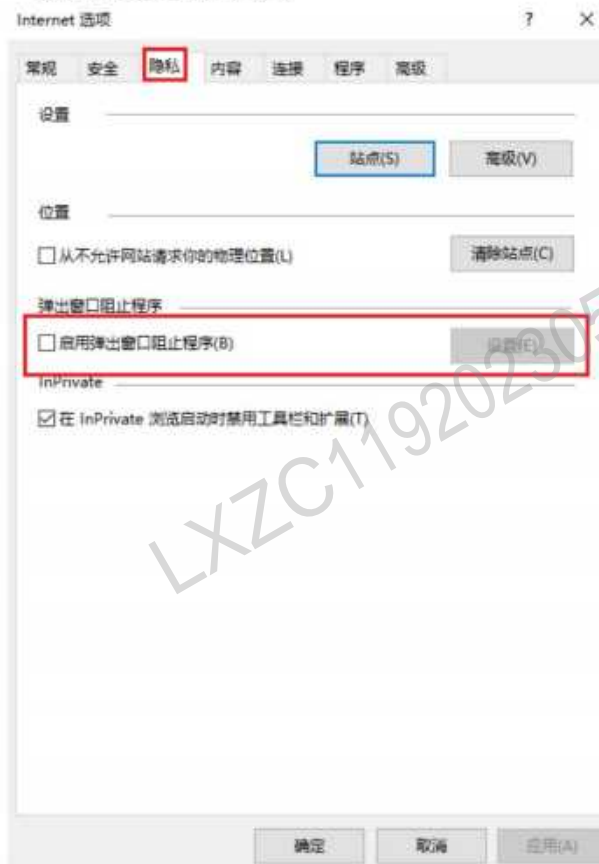 Internet 选项 ? ×
常规 安全 隐私 内容 连接 程序 高级
设置
站点(S) 高级(V)
位置
从不允许网站请求你的物理位置(L) 清除站点(C)
弹出窗口阻止程序
启用弹出窗口阻止程序(B) 设置(E)
InPrivate
在 InPrivate 浏览启动时禁用工具栏和扩展(T)
LXZC1192022305
确定 取消 应用(A)